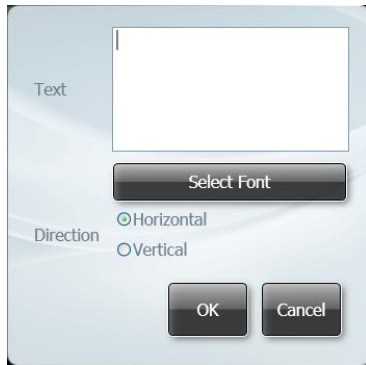 Text
Select Font
Direction
Horizontal
Vertical
OK Cancel